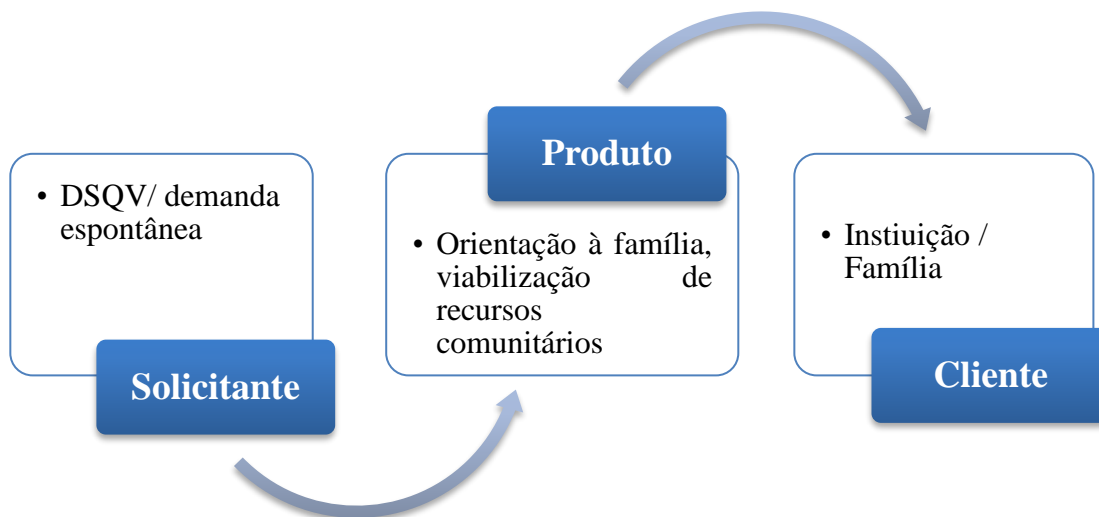 • DSQV/ demanda
espontânea
Solicitante
Produto
• Orientação à família,
viabilização de
recursos
comunitários
• Instiuição /
Família
Cliente